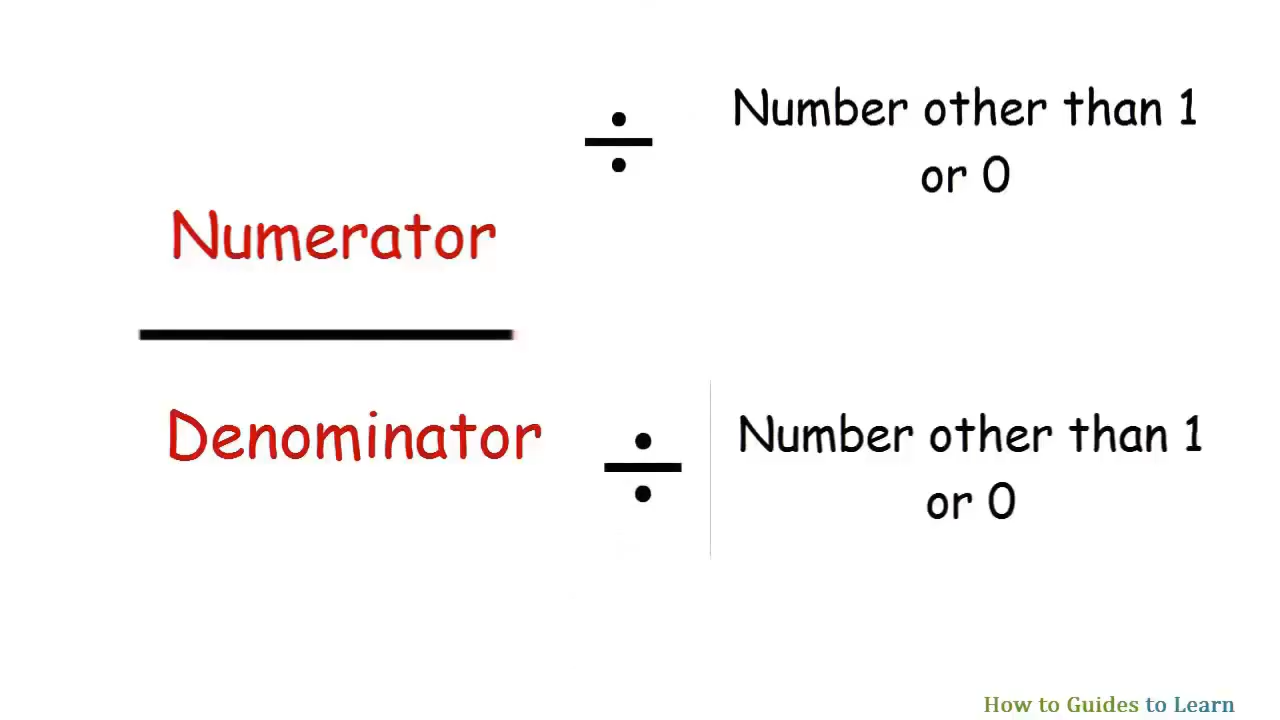 ÷ Number other than 1
or 0
Numerator
Denominator
÷ Number other than 1
or 0
How to Guides to Learn